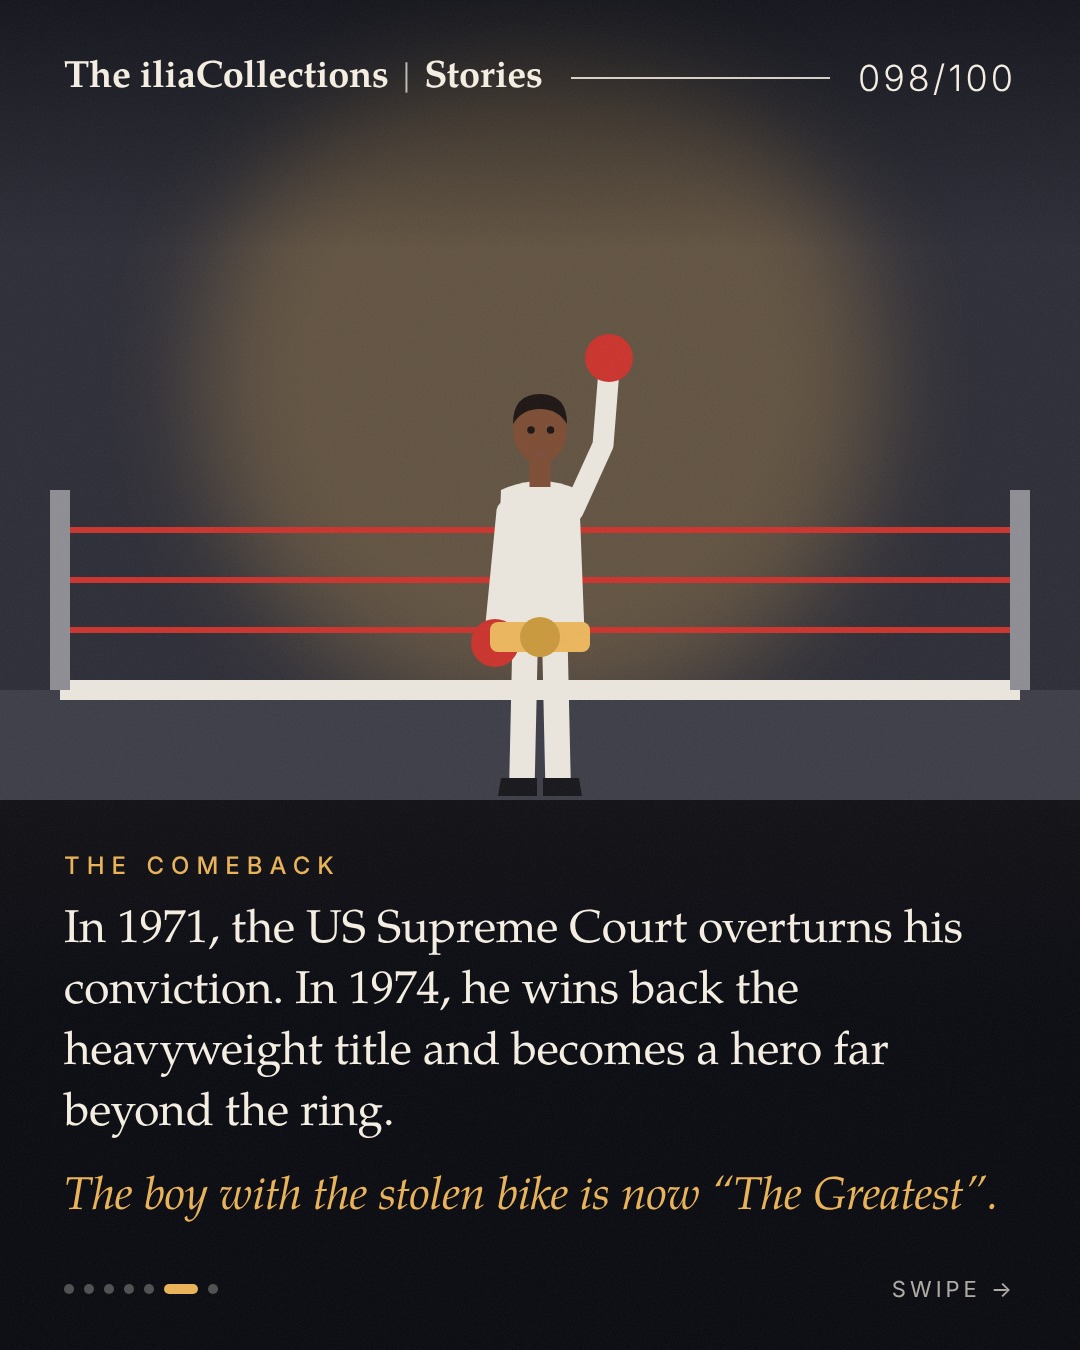 The iliaCollections | Stories 098/100
THE COMEBACK
In 1971, the US Supreme Court overturns his
conviction. In 1974, he wins back the
heavyweight title and becomes a hero far
beyond the ring.
The boy with the stolen bike is now “The Greatest”.
SWIPE →